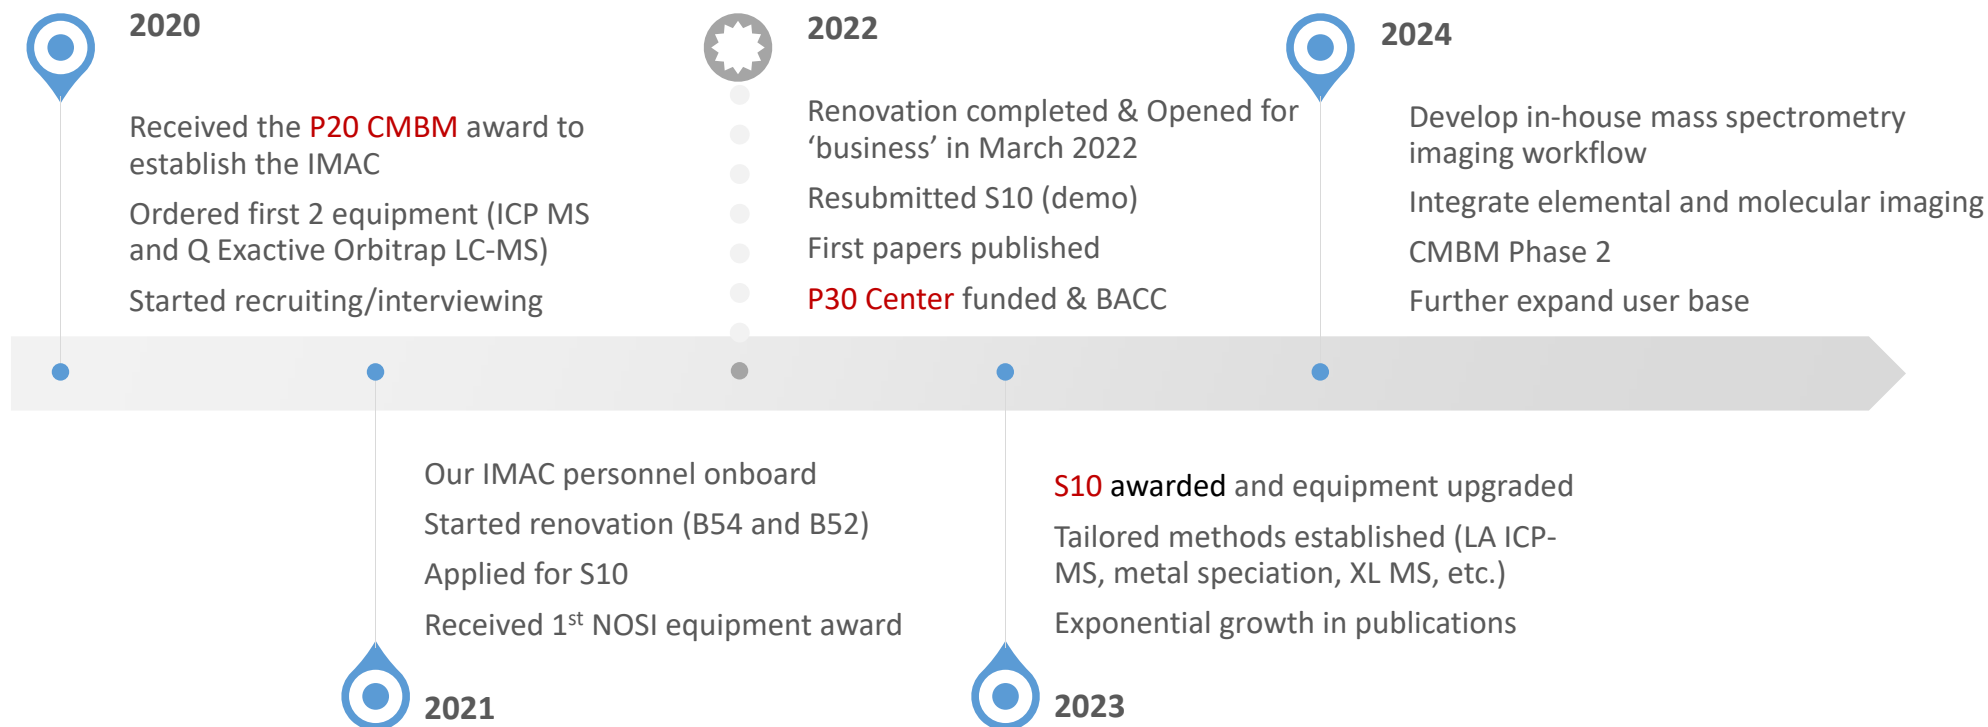 2020
Received the P20 CMBM award to
establish the IMAC
Ordered first 2 equipment (ICP MS
and Q Exactive Orbitrap LC-MS)
Started recruiting/interviewing
2022
Renovation completed & Opened for
‘business’ in March 2022
Resubmitted S10 (demo)
First papers published
P30 Center funded & BACC
2024
Develop in-house mass spectrometry
imaging workflow
Integrate elemental and molecular imaging
CMBM Phase 2
Further expand user base
Our IMAC personnel onboard
Started renovation (B54 and B52)
Applied for S10
Received 1st NOSI equipment award
2021
S10 awarded and equipment upgraded
Tailored methods established (LA ICP-
MS, metal speciation, XL MS, etc.)
Exponential growth in publications
2023